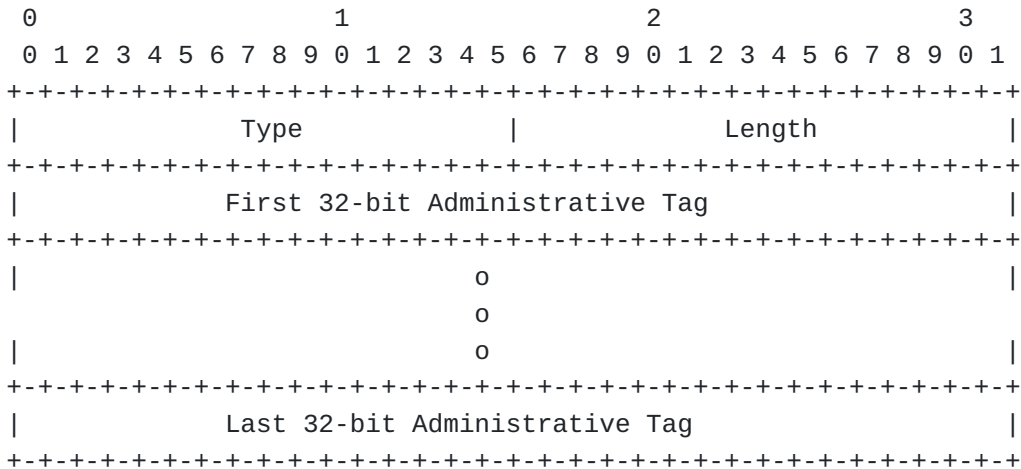 0                   1                   2                   3
 0 1 2 3 4 5 6 7 8 9 0 1 2 3 4 5 6 7 8 9 0 1 2 3 4 5 6 7 8 9 0 1
+-+-+-+-+-+-+-+-+-+-+-+-+-+-+-+-+-+-+-+-+-+-+-+-+-+-+-+-+-+-+-+-+
|              Type             |             Length            |
+-+-+-+-+-+-+-+-+-+-+-+-+-+-+-+-+-+-+-+-+-+-+-+-+-+-+-+-+-+-+-+-+
|             First 32-bit Administrative Tag                   |
+-+-+-+-+-+-+-+-+-+-+-+-+-+-+-+-+-+-+-+-+-+-+-+-+-+-+-+-+-+-+-+-+
|                             o                                 |
                              o
|                             o                                 |
+-+-+-+-+-+-+-+-+-+-+-+-+-+-+-+-+-+-+-+-+-+-+-+-+-+-+-+-+-+-+-+-+
|             Last 32-bit Administrative Tag                    |
+-+-+-+-+-+-+-+-+-+-+-+-+-+-+-+-+-+-+-+-+-+-+-+-+-+-+-+-+-+-+-+-+